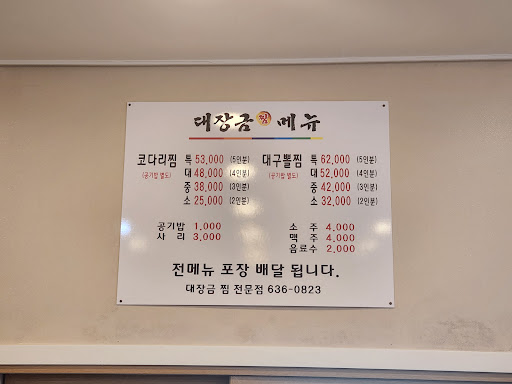 대장금 찜 메뉴
코다리찜 특 53,000 (5인분) 대구뽈찜 특 62,000 (5인분)
(공기밥 별도) 대 48,000 (4인분) (공기밥 별도) 대 52,000 (4인분)
중 38,000 (3인분) 중 42,000 (3인분)
소 25,000 (2인분) 소 32,000 (2인분)
공기밥 1,000 소 주 4,000
사 리 3,000 맥 주 4,000
음료수 2,000
전메뉴 포장 배달 됩니다.
대장금 찜 전문점 636-0823